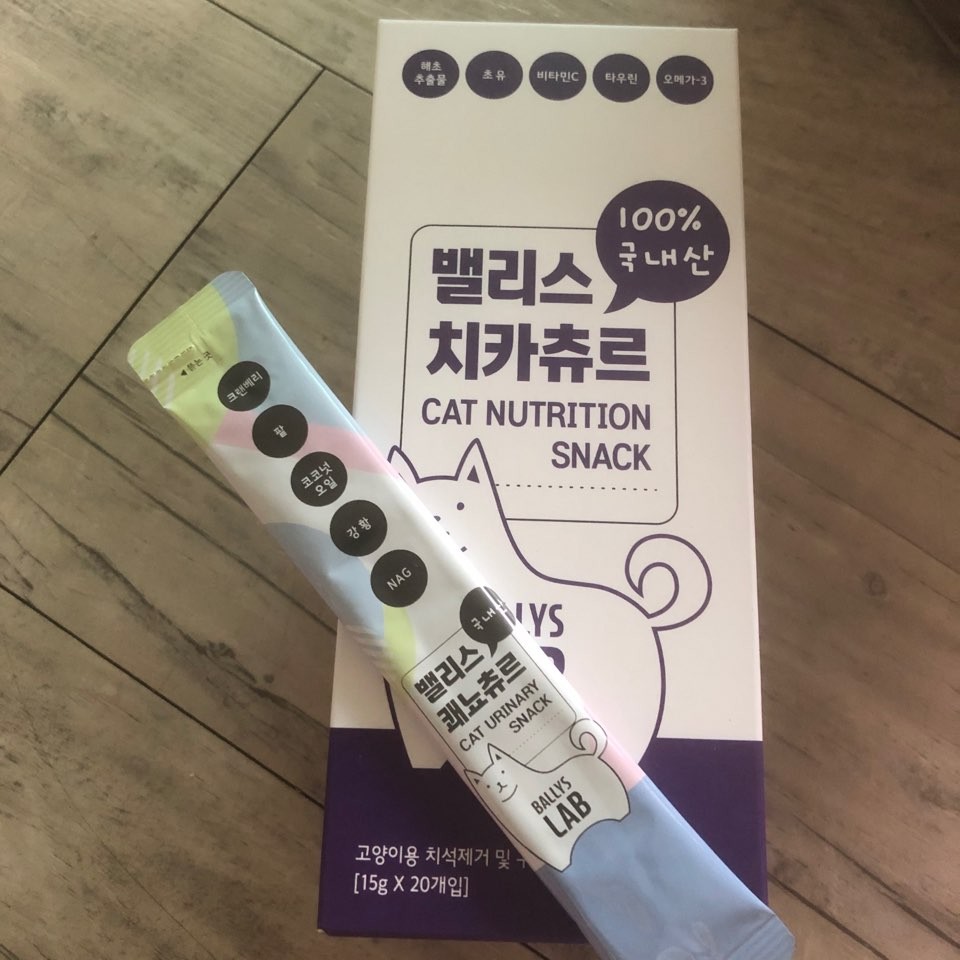 해초
추출물
초유
비타민C
타우린
오메가-3
100%
국내산
밸리스
치카츄르
CAT NUTRITION
SNACK
고양이용 치석제거 및
[15g X 20개입]
◀ 뜯는곳
크랜베리
팥
코코넛
오일
강황
NAG
국내산
밸리스
쾌뇨츄르
CAT URINARY
SNACK
BALLYS
LAB